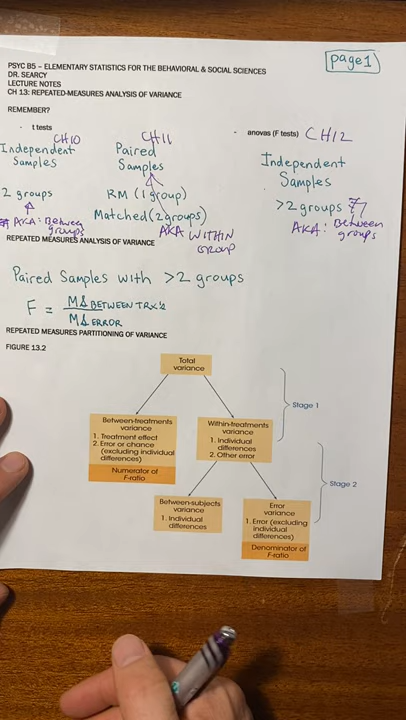 page 1
PSYC B5 – ELEMENTARY STATISTICS FOR THE BEHAVIORAL & SOCIAL SCIENCES
DR. SEARCY
LECTURE NOTES
CH 13: REPEATED-MEASURES ANALYSIS OF VARIANCE
REMEMBER?
- t tests
CH10
Independent
Samples
2 groups
AKA: Between
groups
CH11
Paired
Samples
RM (1 group)
Matched (2 groups)
AKA WITHIN
GROUP
- anovas (F tests) CH12
Independent
Samples
>2 groups
AKA: Between
groups
REPEATED MEASURES ANALYSIS OF VARIANCE
Paired Samples with >2 groups
F = MS BETWEEN TRX's
MS ERROR
REPEATED MEASURES PARTITIONING OF VARIANCE
FIGURE 13.2
Total
variance
Stage 1
Between-treatments
variance
1. Treatment effect
2. Error or chance
(excluding individual
differences)
Numerator of
F-ratio
Within-treatments
variance
1. Individual
differences
2. Other error
Stage 2
Between-subjects
variance
1. Individual
differences
Error
variance
1. Error (excluding
individual
differences)
Denominator of
F-ratio